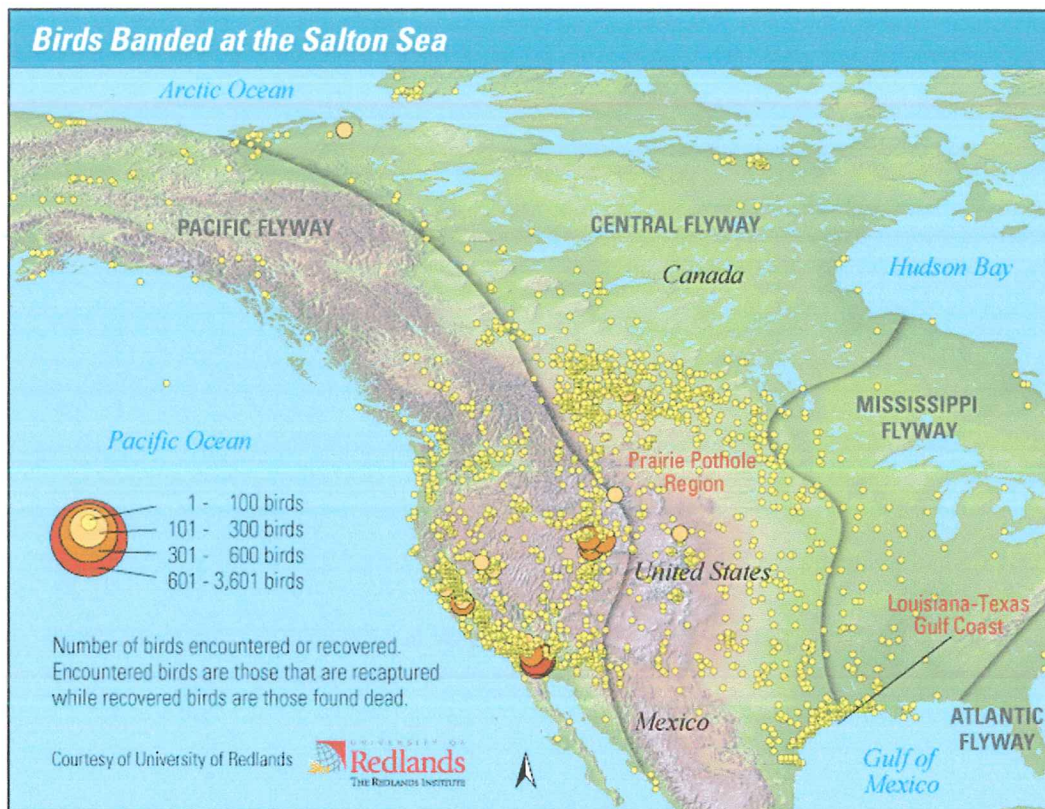 Birds Banded at the Salton Sea
Arctic Ocean
PACIFIC FLYWAY
CENTRAL FLYWAY
Canada
Hudson Bay
MISSISSIPPI
FLYWAY
Pacific Ocean
Prairie Pothole
Region
1 - 100 birds
101 - 300 birds
301 - 600 birds
601 - 3,601 birds
United States
Louisiana-Texas
Gulf Coast
Number of birds encountered or recovered.
Encountered birds are those that are recaptured
while recovered birds are those found dead.
Mexico
ATLANTIC
FLYWAY
Gulf of
Mexico
Courtesy of University of Redlands
UNIVERSITY OF
Redlands
THE REDLANDS INSTITUTE